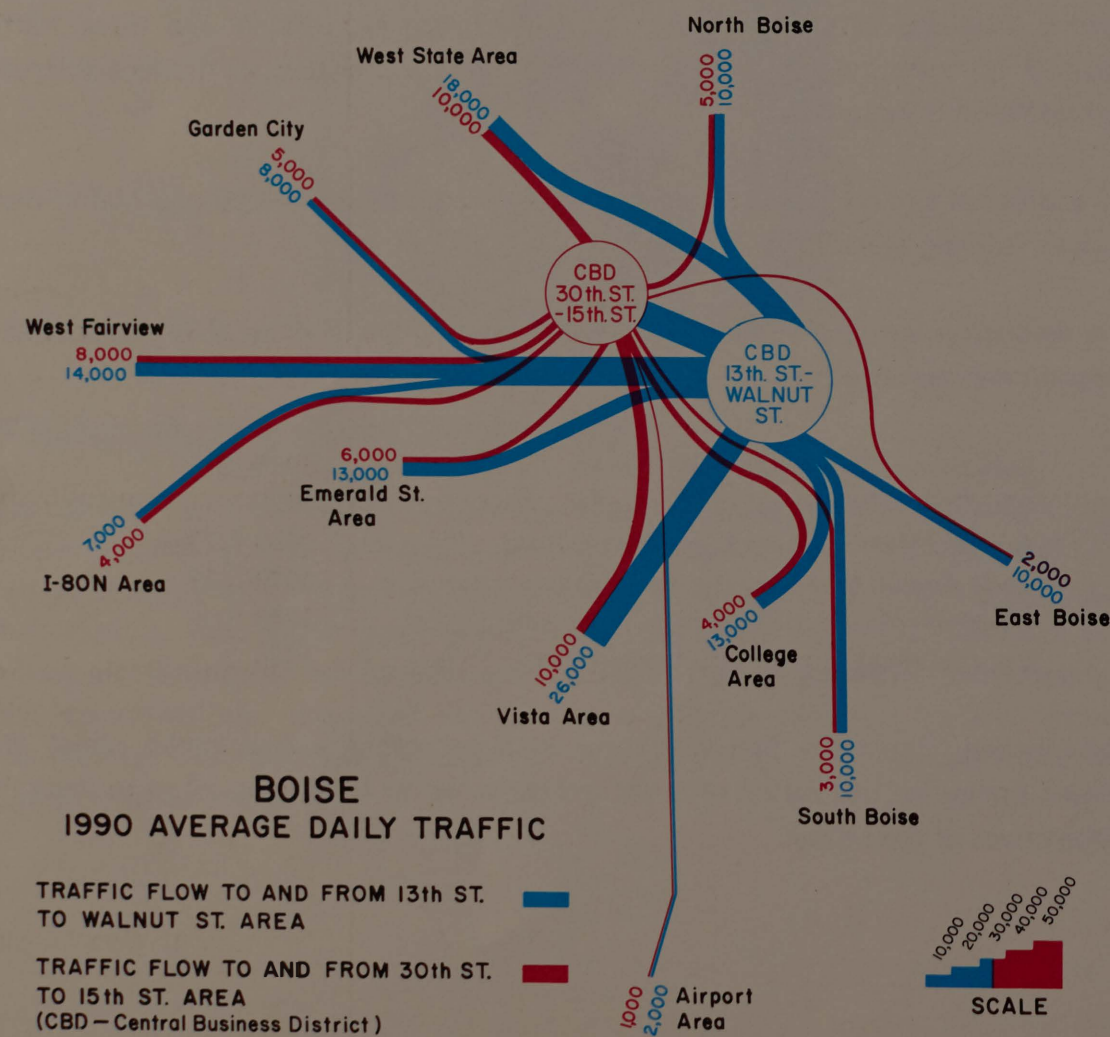 North Boise
5,000
10,000
West State Area
18,000
10,000
Garden City
5,000
8,000
CBD
30th. ST.
-15th. ST.
West Fairview
8,000
14,000
CBD
13th. ST.-
WALNUT
ST.
6,000
13,000
Emerald St.
Area
7,000
4,000
I-80N Area
2,000
10,000
East Boise
4,000
13,000
College
Area
10,000
26,000
Vista Area
3,000
10,000
South Boise
BOISE
1990 AVERAGE DAILY TRAFFIC
TRAFFIC FLOW TO AND FROM 13th ST.
TO WALNUT ST. AREA
TRAFFIC FLOW TO AND FROM 30th ST.
TO 15th ST. AREA
(CBD – Central Business District)
1,000
2,000
Airport
Area
10,000
20,000
30,000
40,000
50,000
SCALE